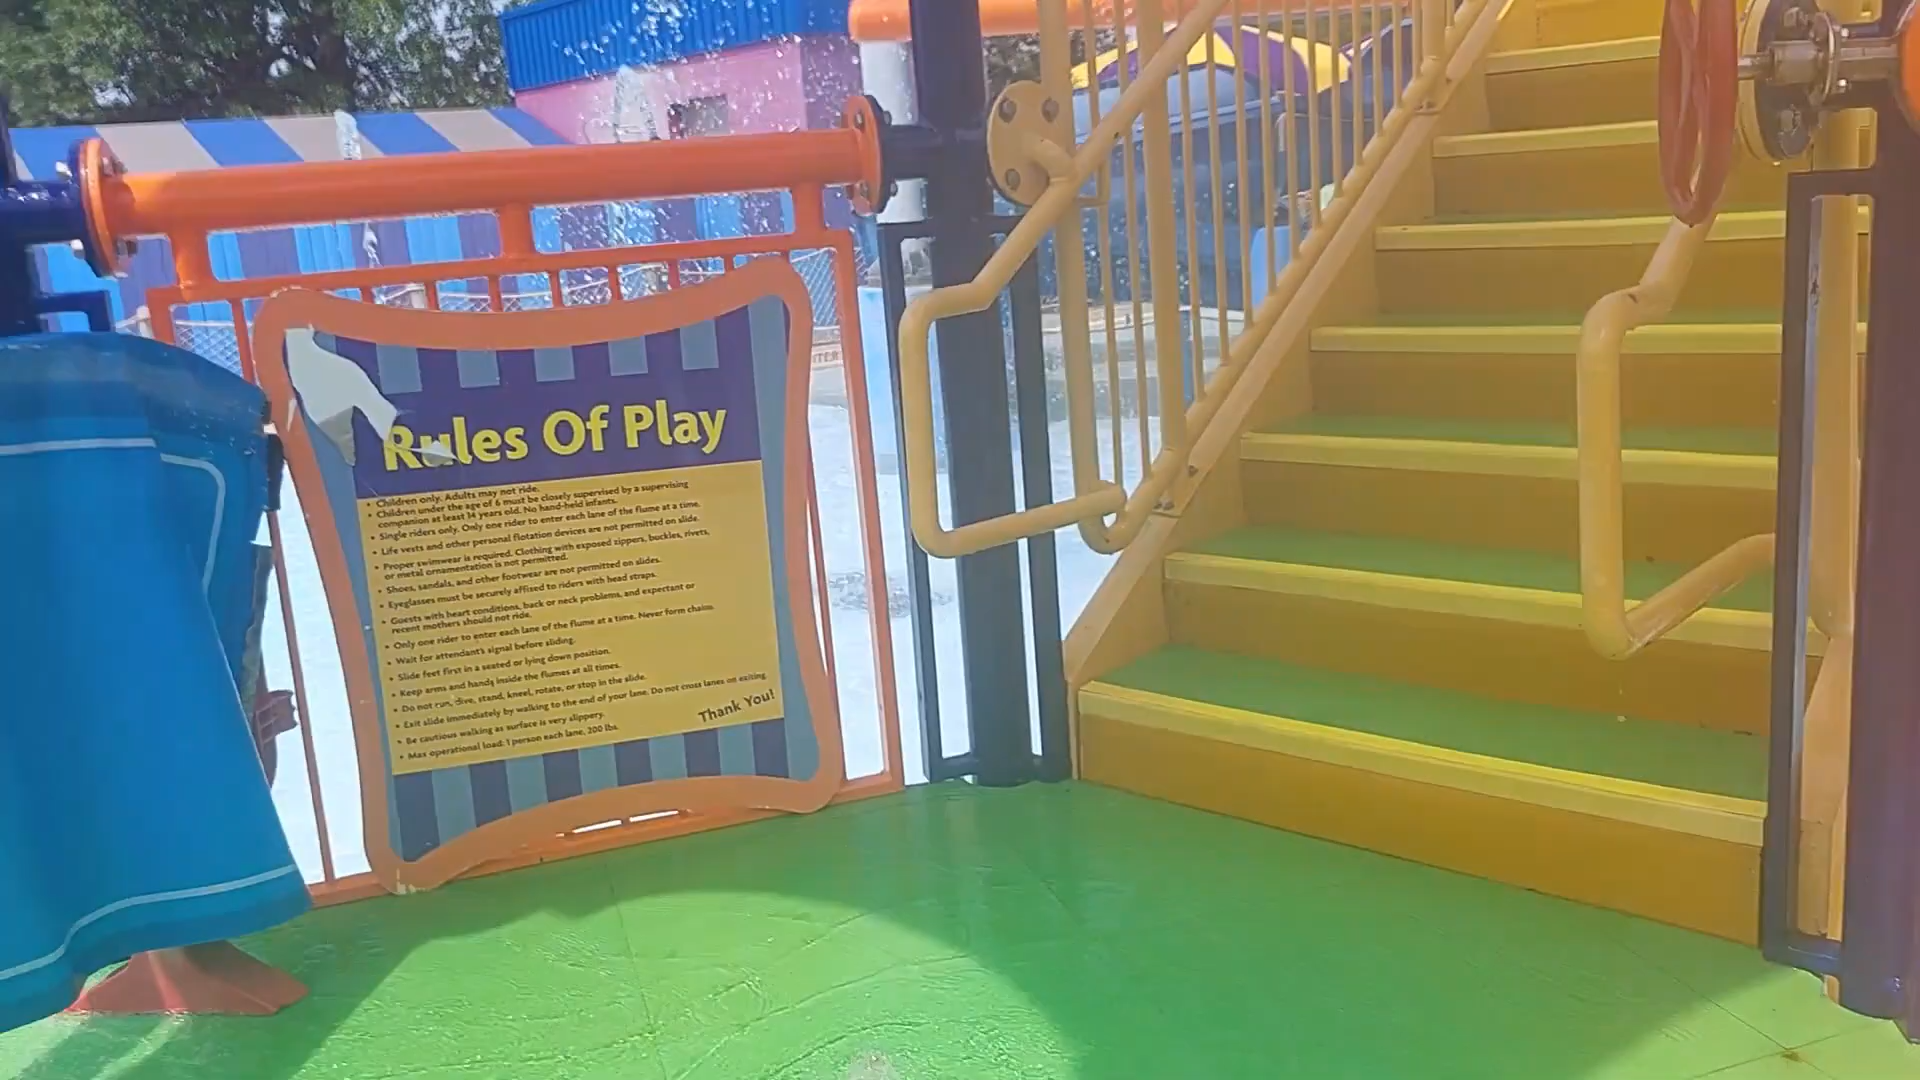 Rules Of Play
• Children only. Adults may not ride.
• Children under the age of 6 must be closely supervised by a supervising
companion at least 14 years old. No hand-held infants.
• Single riders only. Only one rider to enter each lane of the flume at a time.
• Life vests and other personal flotation devices are not permitted on slide.
• Proper swimwear is required. Clothing with exposed zippers, buckles, rivets,
or metal ornamentation is not permitted.
• Shoes, sandals, and other footwear are not permitted on slides.
• Eyeglasses must be securely affixed to riders with head straps.
• Guests with heart conditions, back or neck problems, and expectant or
recent mothers should not ride.
• Only one rider to enter each lane of the flume at a time. Never form chains.
• Wait for attendant's signal before sliding.
• Slide feet first in a seated or lying down position.
• Keep arms and hands inside the flumes at all times.
• Do not run, dive, stand, kneel, rotate, or stop in the slide.
• Exit slide immediately by walking to the end of your lane. Do not cross lanes on exiting.
• Be cautious walking as surface is very slippery.
• Max operational load: 1 person each lane, 200 lbs.
Thank You!